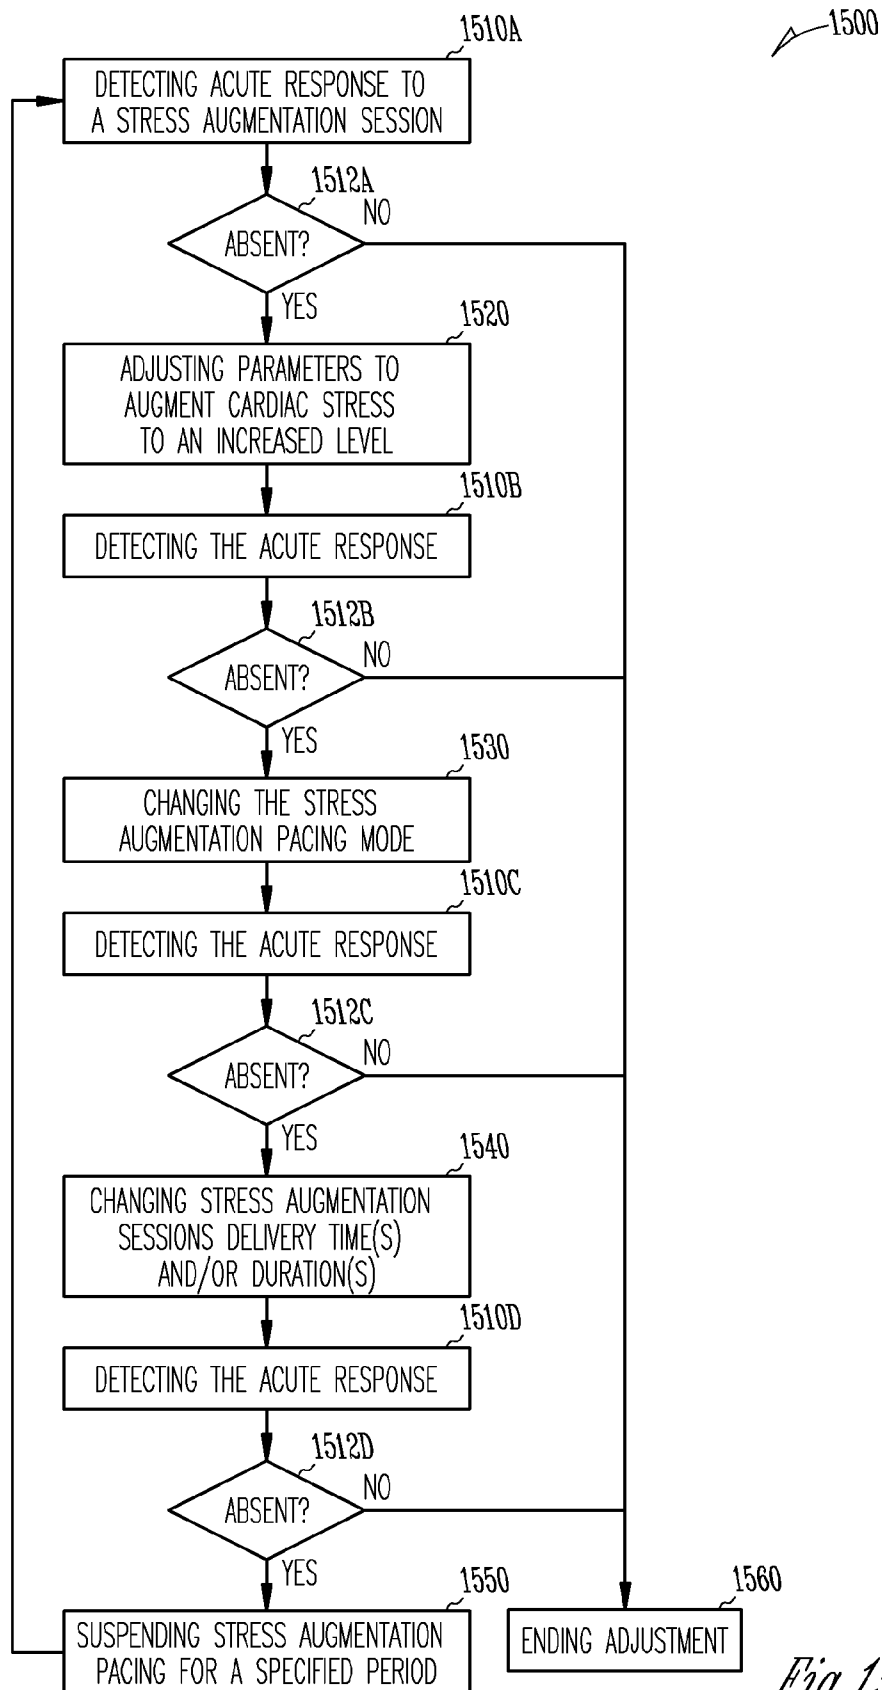 1500
1510A
DETECTING ACUTE RESPONSE TO
A STRESS AUGMENTATION SESSION
1512A
ABSENT?
NO
YES
1520
ADJUSTING PARAMETERS TO
AUGMENT CARDIAC STRESS
TO AN INCREASED LEVEL
1510B
DETECTING THE ACUTE RESPONSE
1512B
ABSENT?
NO
YES
1530
CHANGING THE STRESS
AUGMENTATION PACING MODE
1510C
DETECTING THE ACUTE RESPONSE
1512C
ABSENT?
NO
YES
1540
CHANGING STRESS AUGMENTATION
SESSIONS DELIVERY TIME(S)
AND/OR DURATION(S)
1510D
DETECTING THE ACUTE RESPONSE
1512D
ABSENT?
NO
YES
1550
SUSPENDING STRESS AUGMENTATION
PACING FOR A SPECIFIED PERIOD
1560
ENDING ADJUSTMENT
Fig.